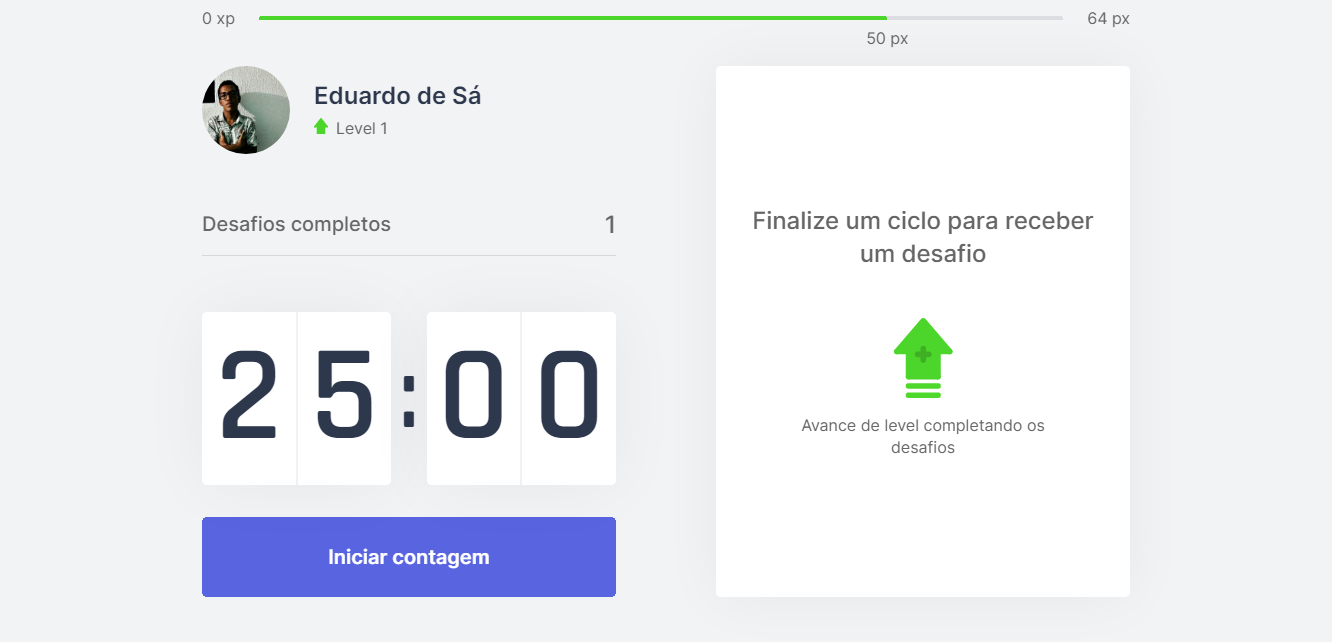 0 xp
64 px
50 px
Eduardo de Sá
Level 1
Desafios completos
1
25:00
Iniciar contagem
Finalize um ciclo para receber
um desafio
Avance de level completando os
desafios